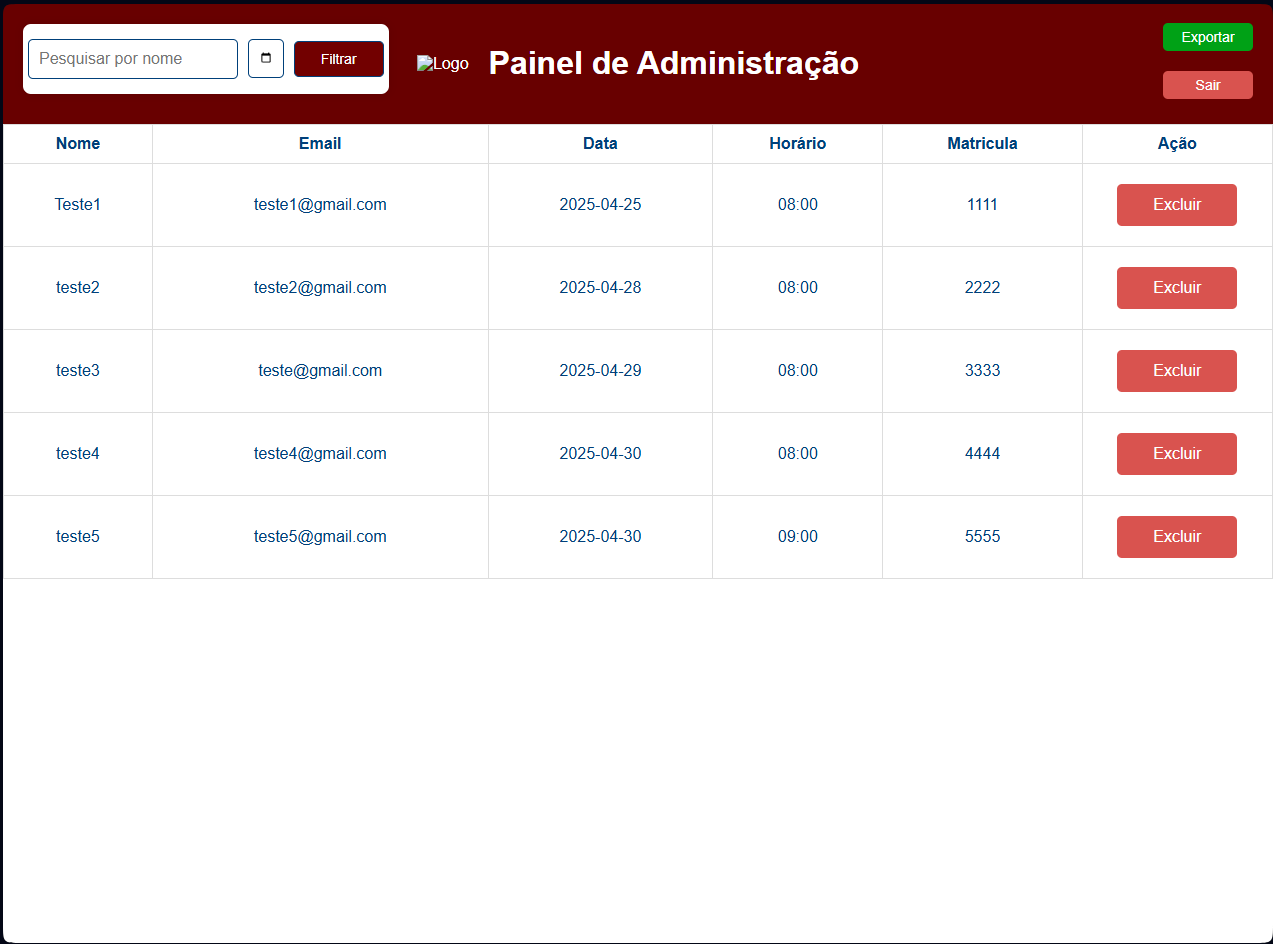 Pesquisar por nome Filtrar Logo Painel de Administração Exportar
Sair
Nome Email Data Horário Matricula Ação
Teste1 teste1@gmail.com 2025-04-25 08:00 1111 Excluir
teste2 teste2@gmail.com 2025-04-28 08:00 2222 Excluir
teste3 teste@gmail.com 2025-04-29 08:00 3333 Excluir
teste4 teste4@gmail.com 2025-04-30 08:00 4444 Excluir
teste5 teste5@gmail.com 2025-04-30 09:00 5555 Excluir